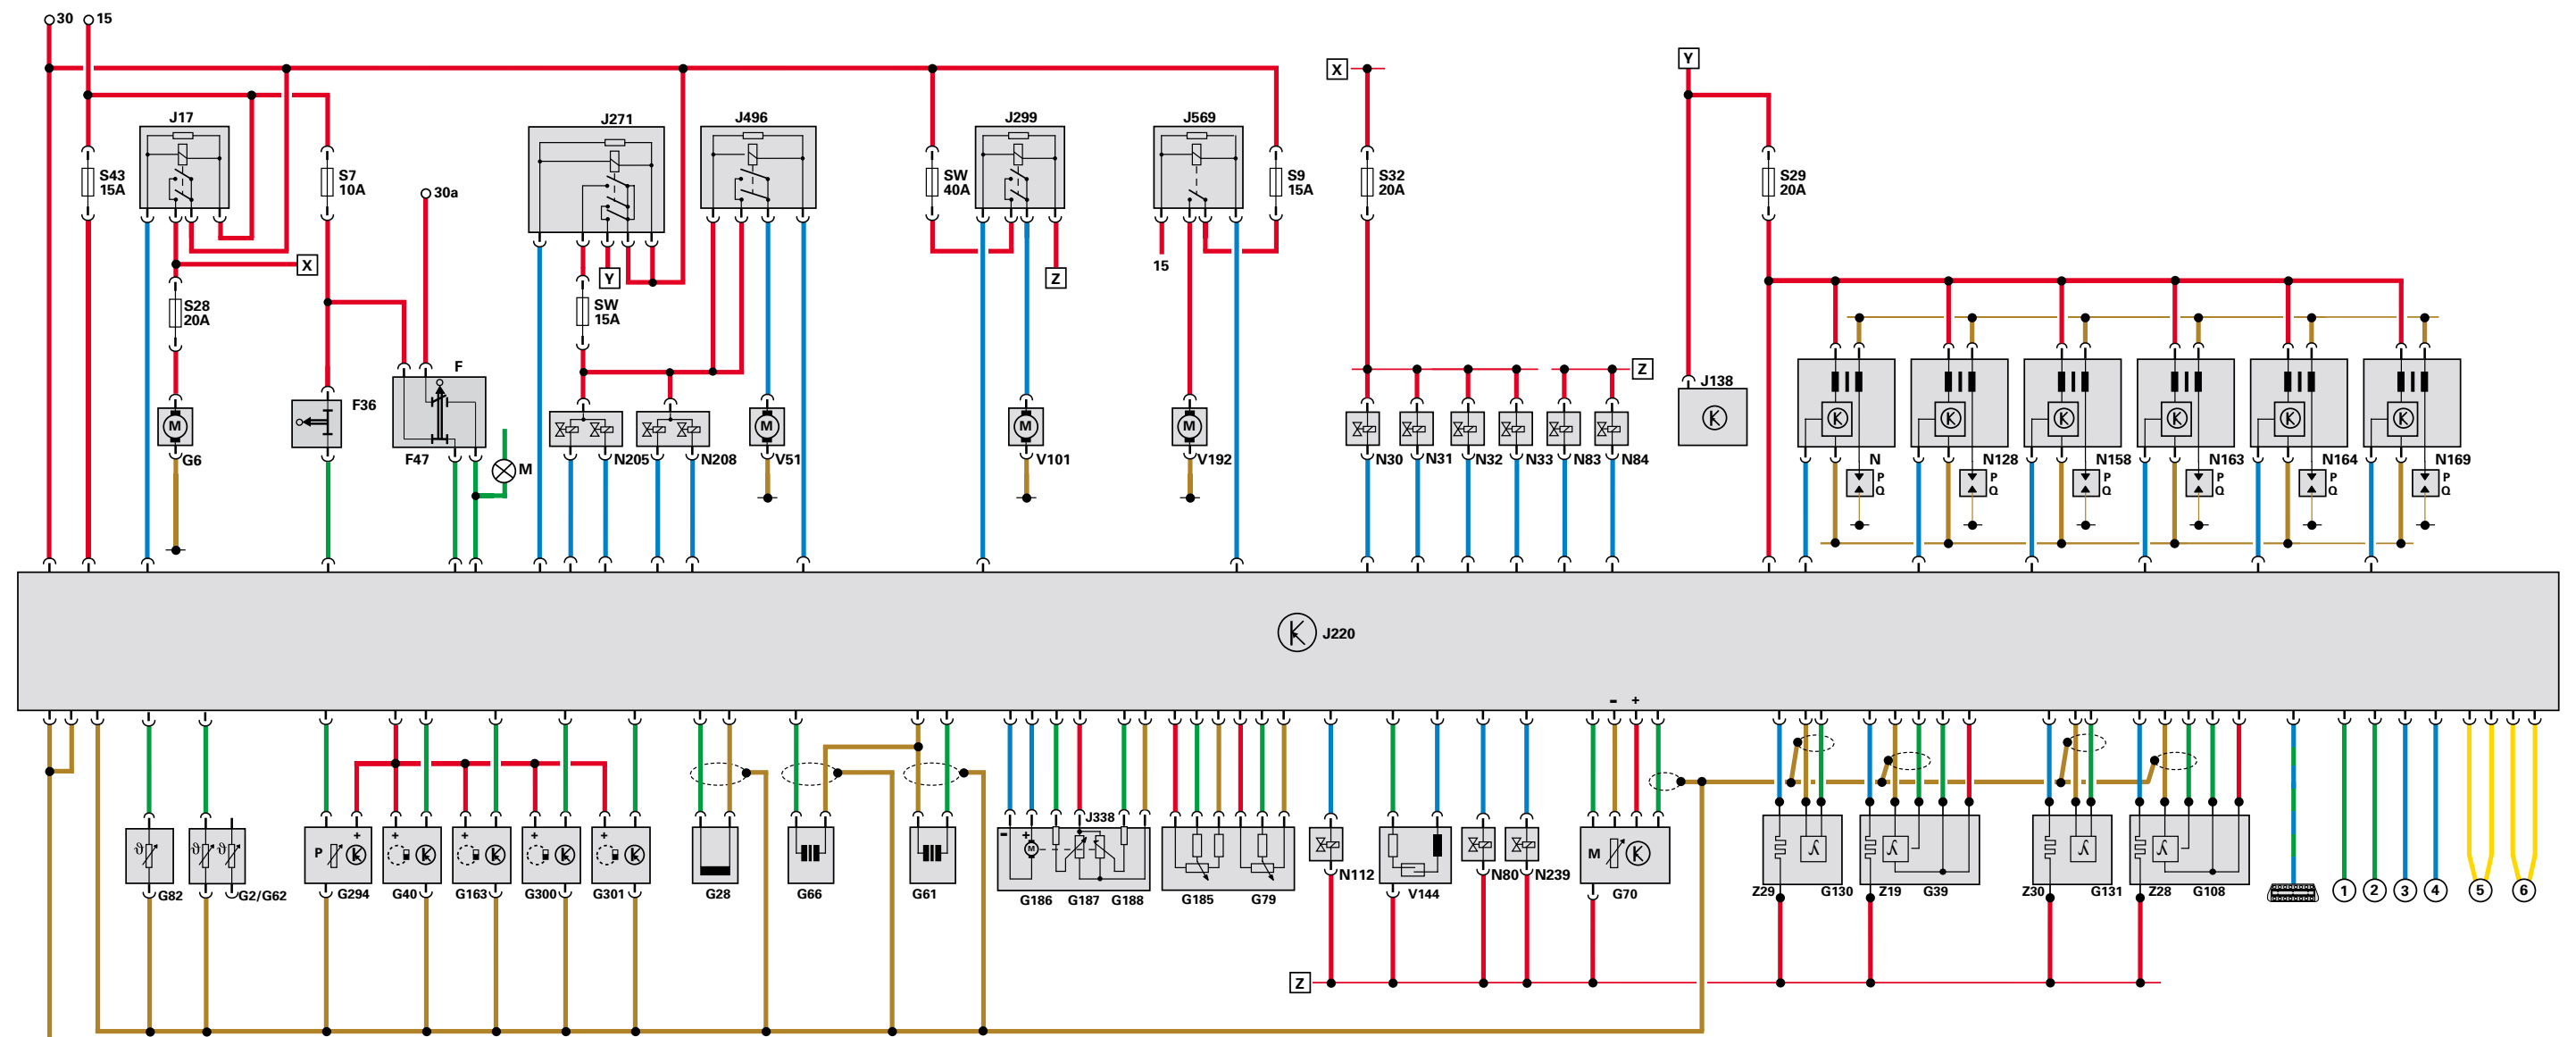 30
15
X
Y
J17
J271
J496
J299
J569
S43
15A
S7
10A
30a
SW
40A
S9
15A
S32
20A
S29
20A
X
15
Y
Z
S28
20A
SW
15A
F
Z
J138
F36
M
M
M
M
G6
F47
M
N205
N208
V51
V101
V192
N30
N31
N32
N33
N83
N84
N
N128
N158
N163
N164
N169
P
Q
P
Q
P
Q
P
Q
P
Q
P
Q
J220
- +
J338
+
+
+
+
+
- +
P
M
M
G82
G2/G62
G294
G40
G163
G300
G301
G28
G66
G61
G186
G187
G188
G185
G79
N112
V144
N80
N239
G70
Z29
G130
Z19
G39
Z30
G131
Z28
G108
1
2
3
4
5
6
Z